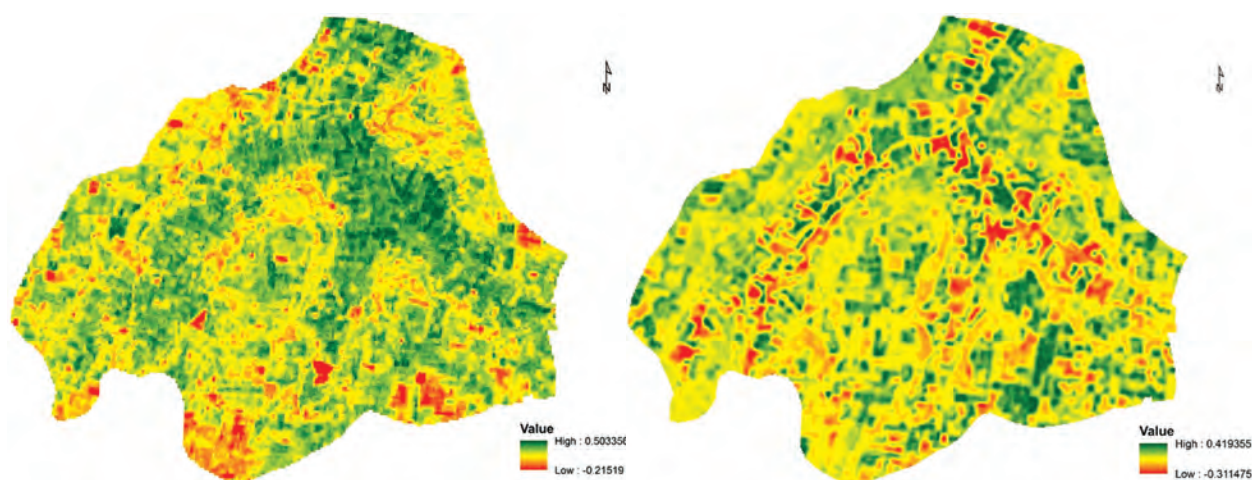 N
Value
High : 0.503356
Low : -0.21519
N
Value
High : 0.419355
Low : -0.311475